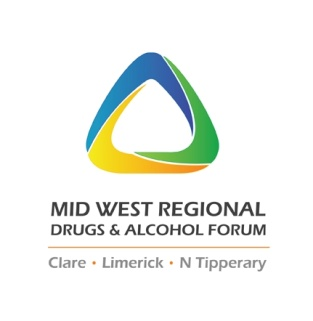 MID WEST REGIONAL
DRUGS & ALCOHOL FORUM
Clare • Limerick • N Tipperary